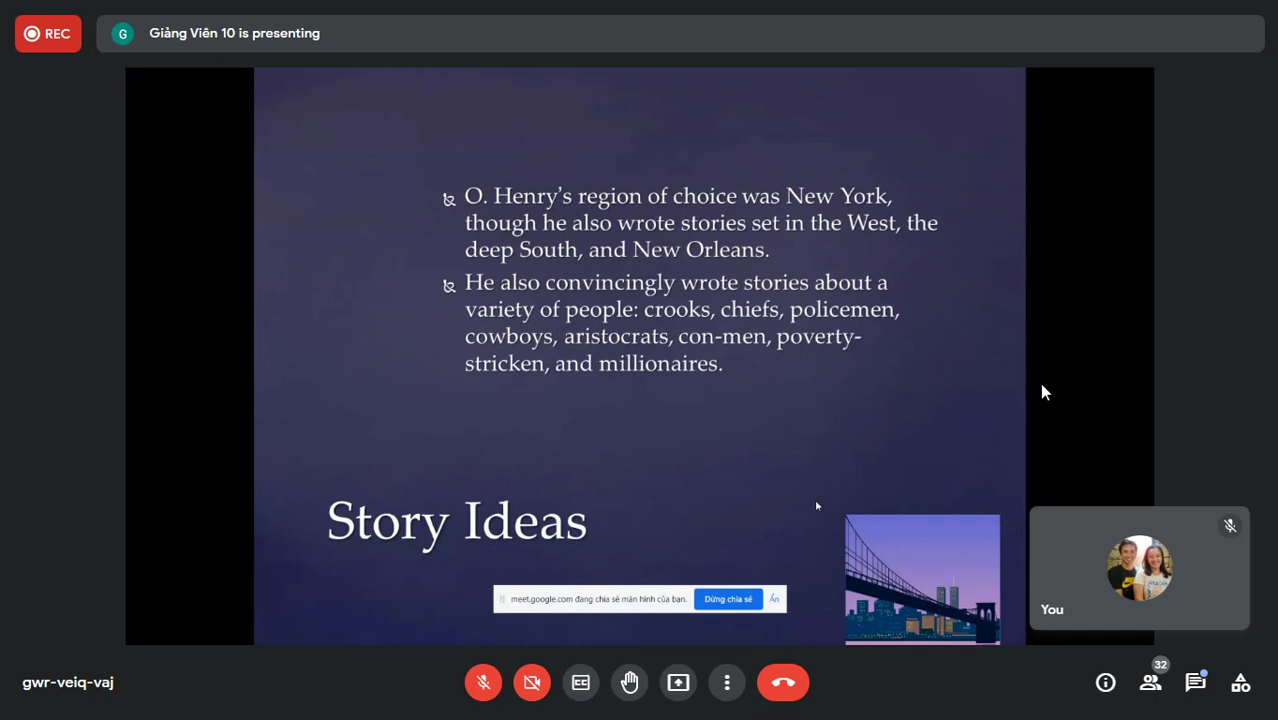 REC
G
Giảng Viên 10 is presenting
O. Henry's region of choice was New York,
though he also wrote stories set in the West, the
deep South, and New Orleans.
He also convincingly wrote stories about a
variety of people: crooks, chiefs, policemen,
cowboys, aristocrats, con-men, poverty-
stricken, and millionaires.
Story Ideas
meet.google.com đang chia sẻ màn hình của bạn.
Dừng chia sẻ
Ẩn
You
gwr-veiq-vaj
CC
32